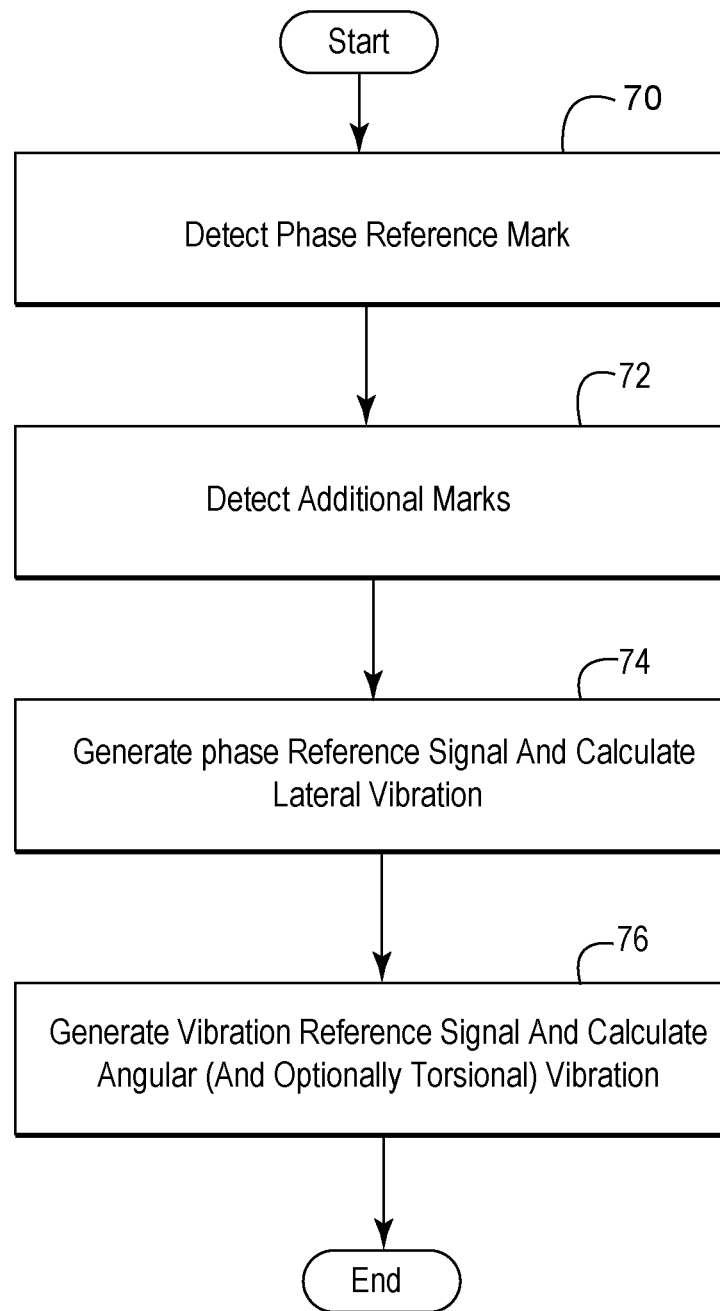 Start
70
Detect Phase Reference Mark
72
Detect Additional Marks
74
Generate phase Reference Signal And Calculate
Lateral Vibration
76
Generate Vibration Reference Signal And Calculate
Angular (And Optionally Torsional) Vibration
End